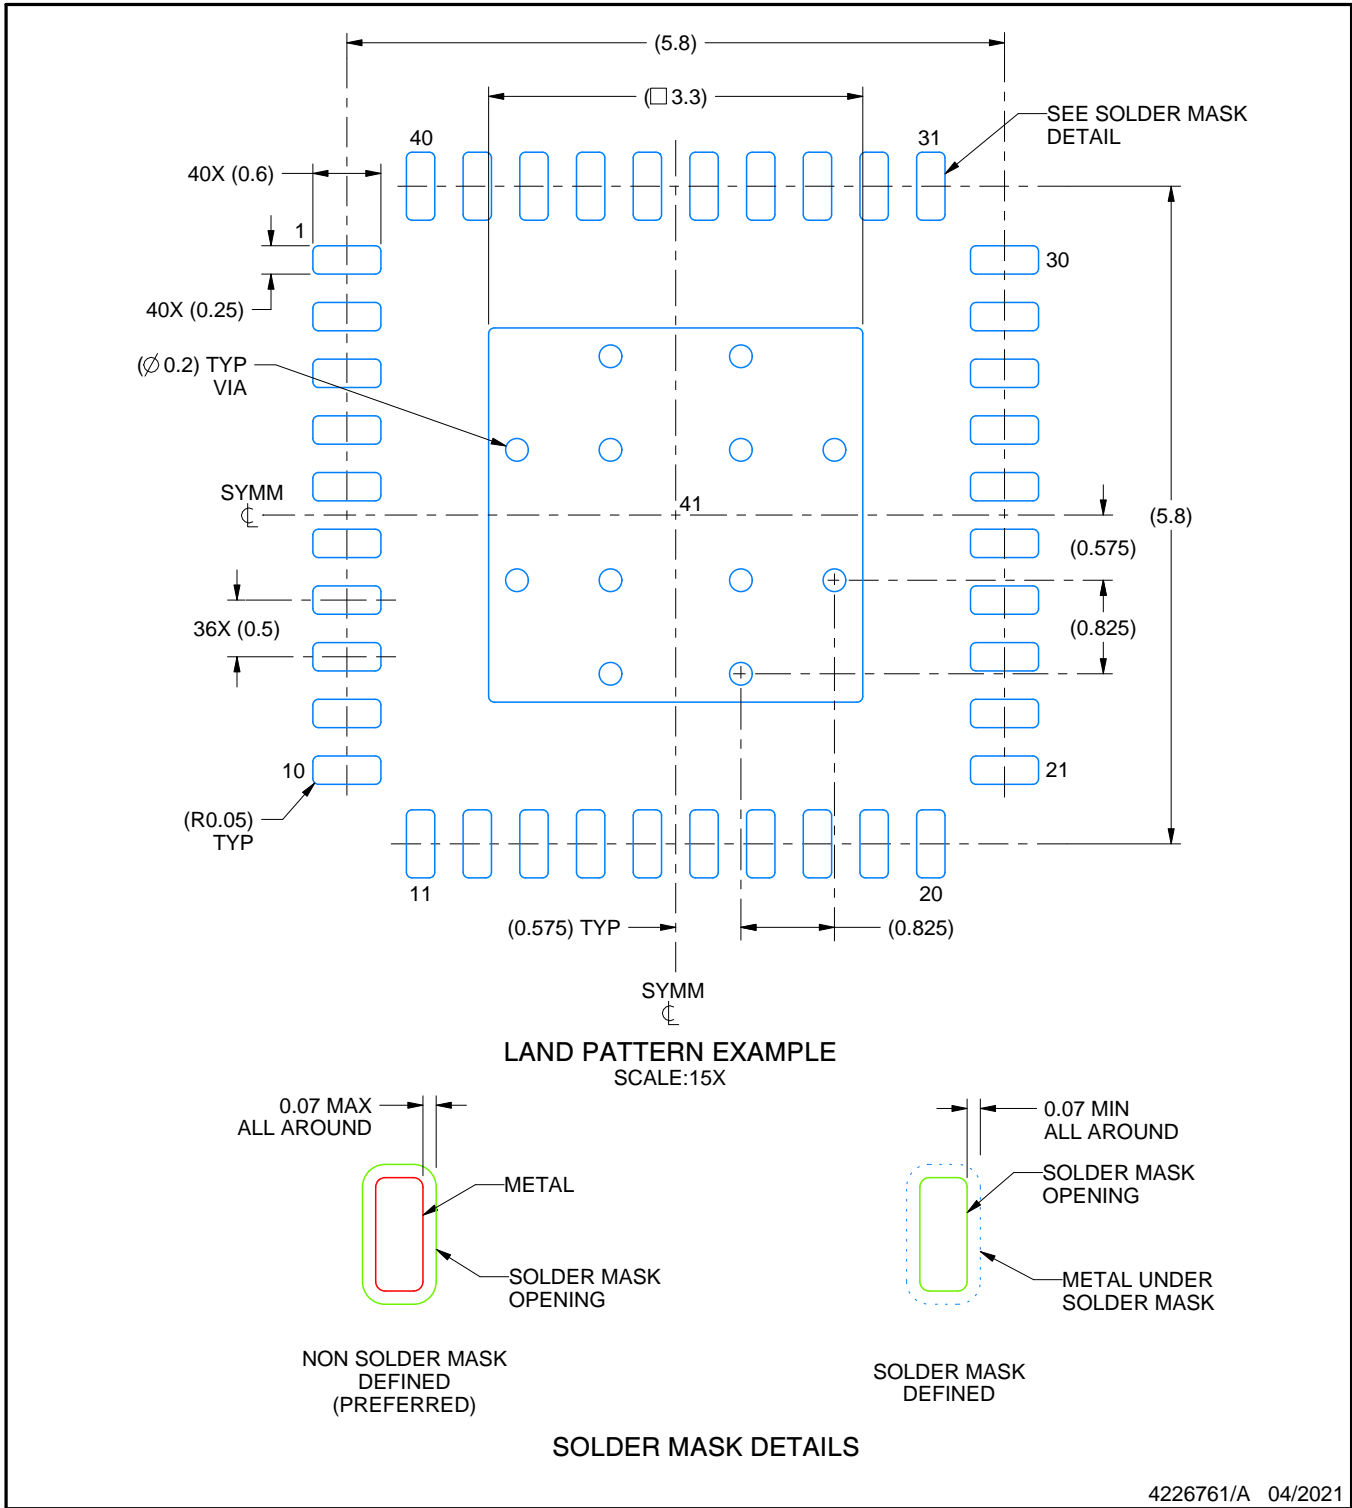 (5.8)
(□ 3.3)
SEE SOLDER MASK
DETAIL
40
31
40X (0.6)
1
30
40X (0.25)
(∅ 0.2) TYP
VIA
SYMM
℄
41
(5.8)
(0.575)
36X (0.5)
(0.825)
10
21
(R0.05)
TYP
11
20
(0.575) TYP
(0.825)
SYMM
℄
LAND PATTERN EXAMPLE
SCALE:15X
0.07 MAX
ALL AROUND
METAL
SOLDER MASK
OPENING
NON SOLDER MASK
DEFINED
(PREFERRED)
0.07 MIN
ALL AROUND
SOLDER MASK
OPENING
METAL UNDER
SOLDER MASK
SOLDER MASK
DEFINED
SOLDER MASK DETAILS
4226761/A 04/2021